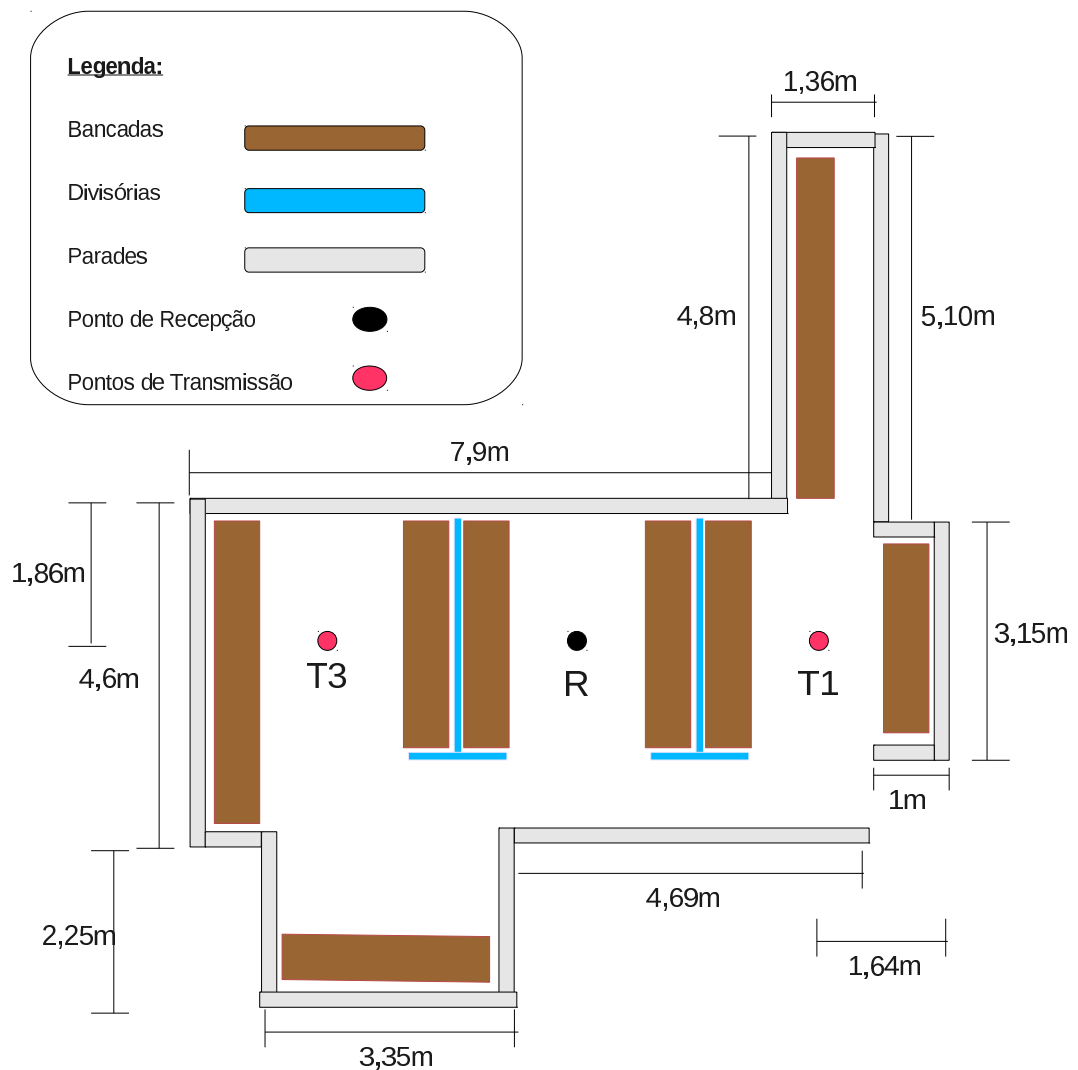 Legenda:
Bancadas
Divisórias
Parades
Ponto de Recepção
Pontos de Transmissão
1,36m
4,8m
5,10m
7,9m
1,86m
4,6m
3,15m
T3
R
T1
1m
4,69m
2,25m
1,64m
3,35m